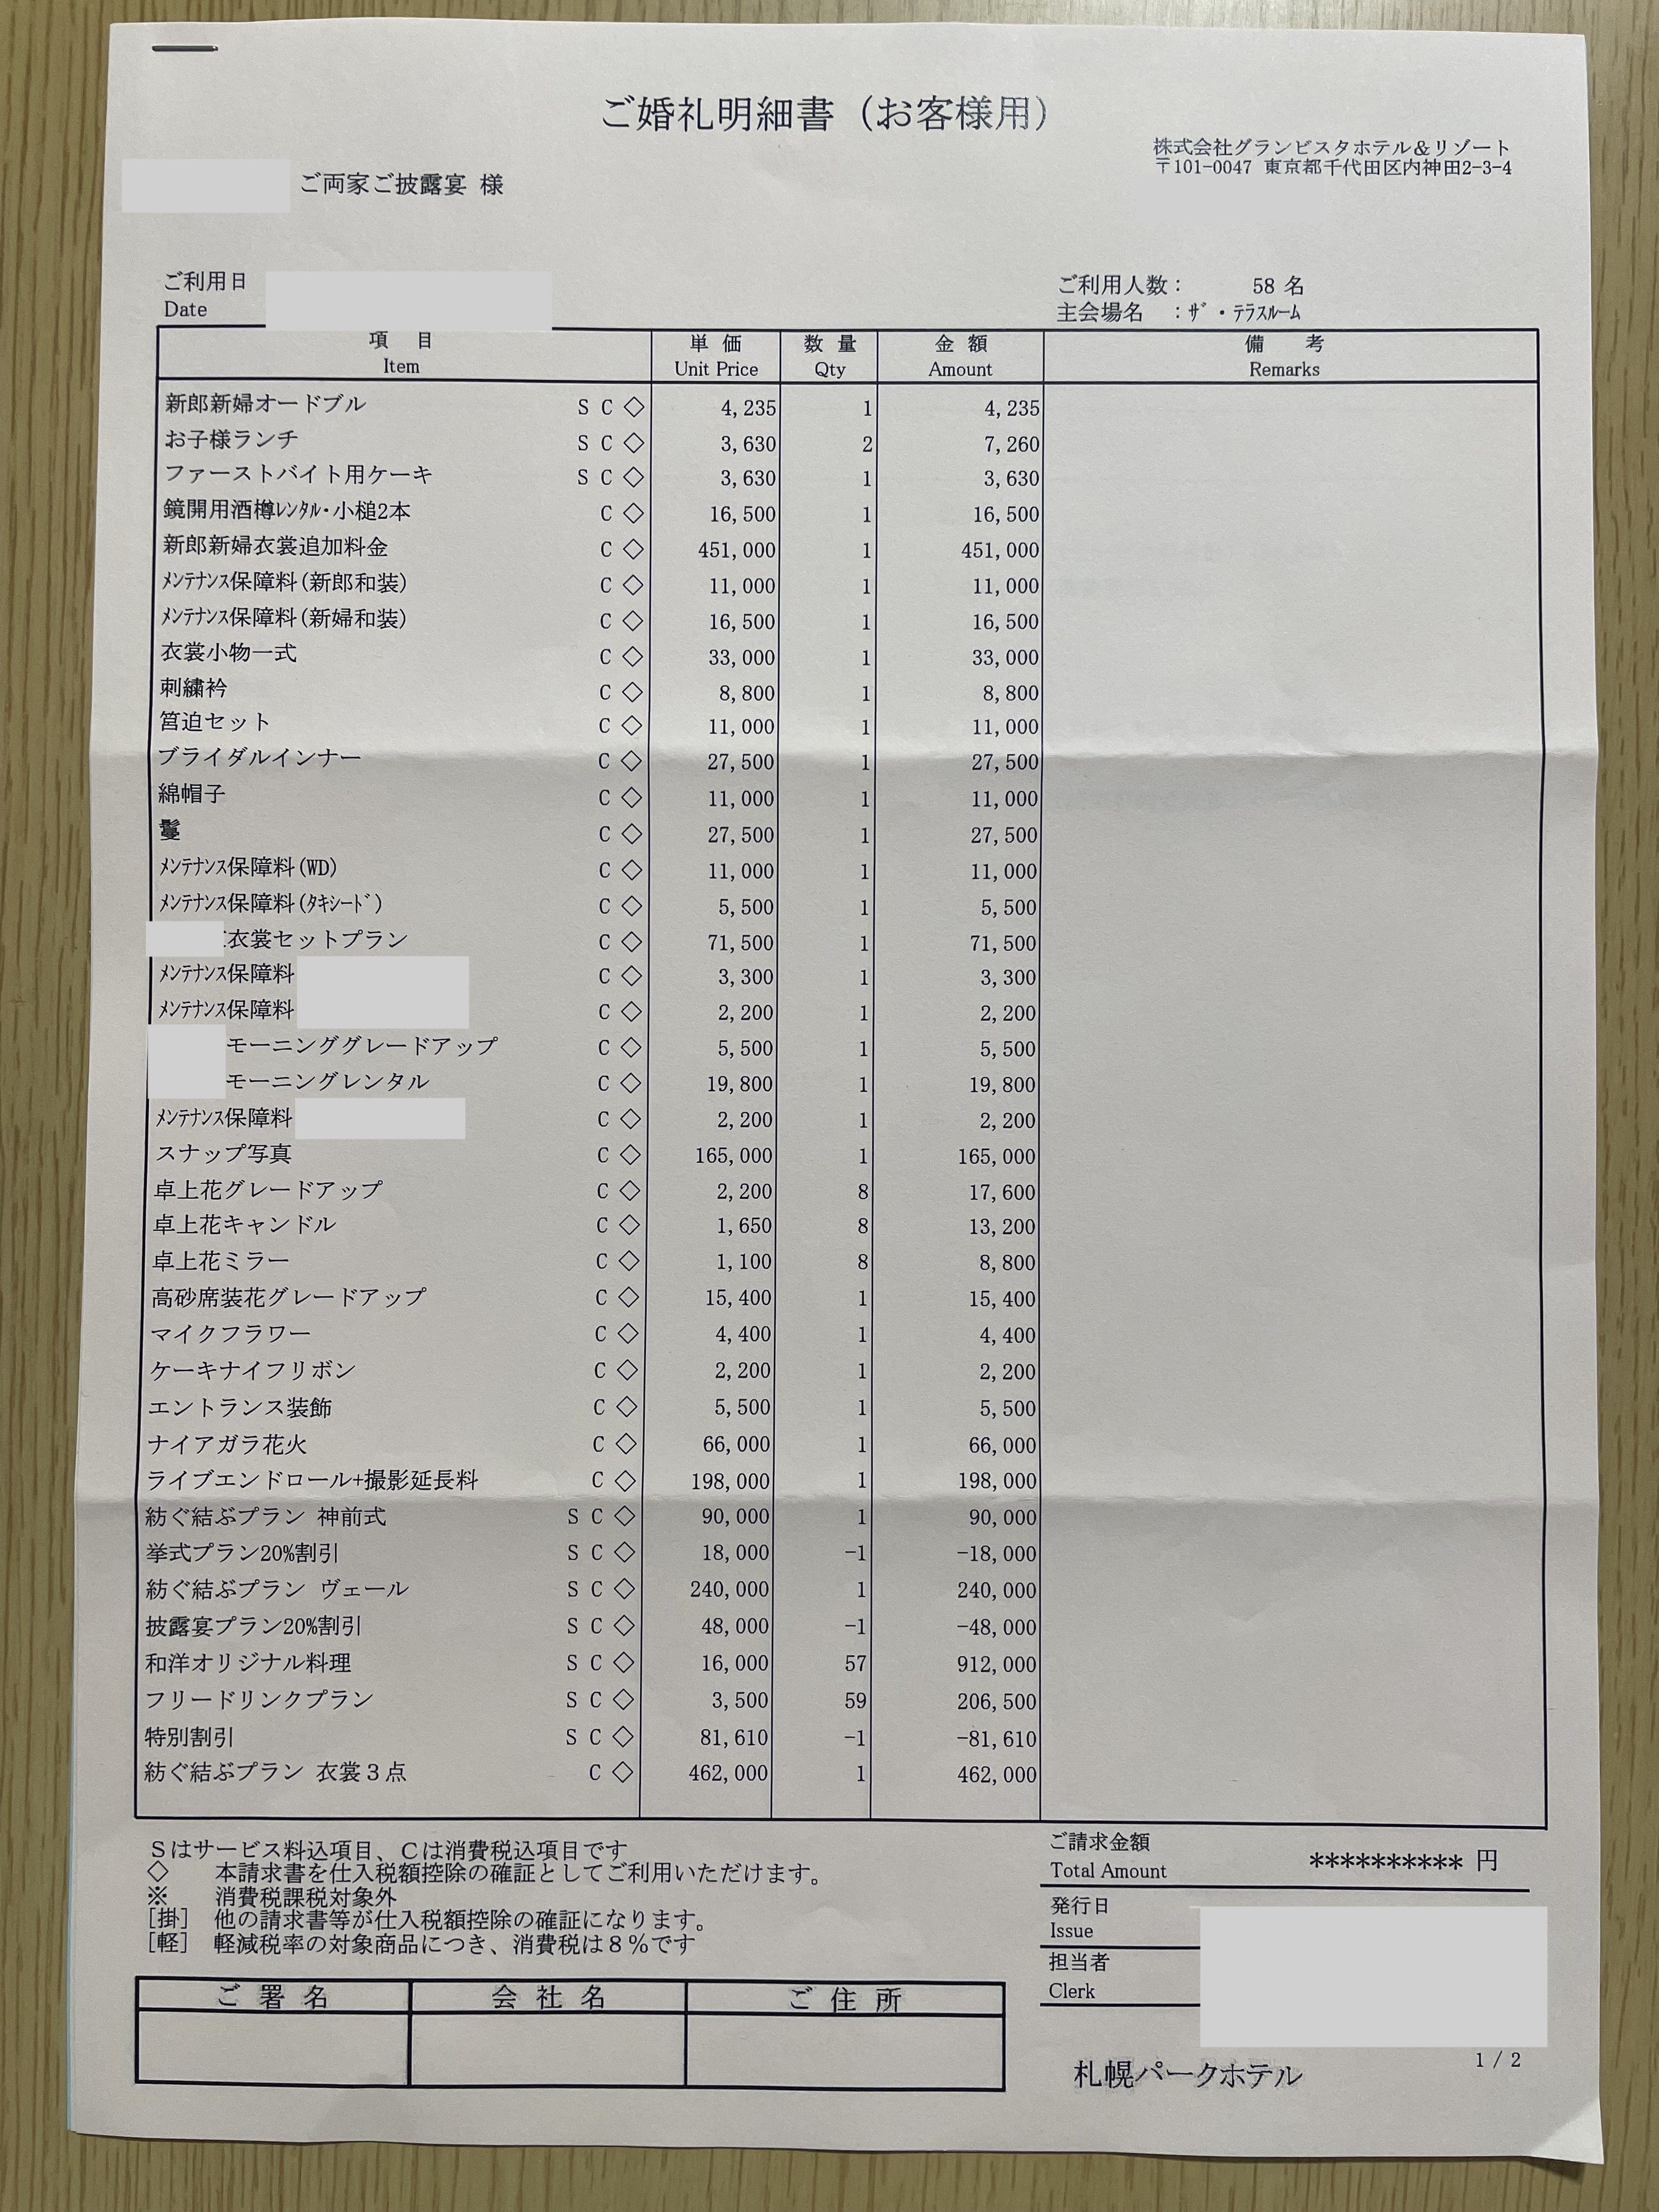 ご婚礼明細書（お客様用）
株式会社グランビスタホテル＆リゾート
〒101-0047 東京都千代田区内神田2-3-4
ご両家ご披露宴 様
ご利用日
Date
ご利用人数： 58 名
主会場名 ：ｻﾞ・ﾃﾗｽﾙｰﾑ
項 目 単 価 数 量 金 額 備 考
Item Unit Price Qty Amount Remarks
新郎新婦オードブル S C ◇ 4,235 1 4,235
お子様ランチ S C ◇ 3,630 2 7,260
ファーストバイト用ケーキ S C ◇ 3,630 1 3,630
鏡開用酒樽ﾚﾝﾀﾙ・小槌2本 C ◇ 16,500 1 16,500
新郎新婦衣裳追加料金 C ◇ 451,000 1 451,000
ﾒﾝﾃﾅﾝｽ保障料(新郎和装) C ◇ 11,000 1 11,000
ﾒﾝﾃﾅﾝｽ保障料(新婦和装) C ◇ 16,500 1 16,500
衣裳小物一式 C ◇ 33,000 1 33,000
刺繍衿 C ◇ 8,800 1 8,800
筥迫セット C ◇ 11,000 1 11,000
ブライダルインナー C ◇ 27,500 1 27,500
綿帽子 C ◇ 11,000 1 11,000
鬘 C ◇ 27,500 1 27,500
ﾒﾝﾃﾅﾝｽ保障料(WD) C ◇ 11,000 1 11,000
ﾒﾝﾃﾅﾝｽ保障料(ﾀｷｼｰﾄﾞ) C ◇ 5,500 1 5,500
衣裳セットプラン C ◇ 71,500 1 71,500
ﾒﾝﾃﾅﾝｽ保障料 C ◇ 3,300 1 3,300
ﾒﾝﾃﾅﾝｽ保障料 C ◇ 2,200 1 2,200
モーニンググレードアップ C ◇ 5,500 1 5,500
モーニングレンタル C ◇ 19,800 1 19,800
ﾒﾝﾃﾅﾝｽ保障料 C ◇ 2,200 1 2,200
スナップ写真 C ◇ 165,000 1 165,000
卓上花グレードアップ C ◇ 2,200 8 17,600
卓上花キャンドル C ◇ 1,650 8 13,200
卓上花ミラー C ◇ 1,100 8 8,800
高砂席装花グレードアップ C ◇ 15,400 1 15,400
マイクフラワー C ◇ 4,400 1 4,400
ケーキナイフリボン C ◇ 2,200 1 2,200
エントランス装飾 C ◇ 5,500 1 5,500
ナイアガラ花火 C ◇ 66,000 1 66,000
ライブエンドロール+撮影延長料 C ◇ 198,000 1 198,000
紡ぐ結ぶプラン 神前式 S C ◇ 90,000 1 90,000
挙式プラン20%割引 S C ◇ 18,000 -1 -18,000
紡ぐ結ぶプラン ヴェール S C ◇ 240,000 1 240,000
披露宴プラン20%割引 S C ◇ 48,000 -1 -48,000
和洋オリジナル料理 S C ◇ 16,000 57 912,000
フリードリンクプラン S C ◇ 3,500 59 206,500
特別割引 S C ◇ 81,610 -1 -81,610
紡ぐ結ぶプラン 衣裳３点 C ◇ 462,000 1 462,000
Ｓはサービス料込項目、Ｃは消費税込項目です
◇ 本請求書を仕入税額控除の確証としてご利用いただけます。
※ 消費税課税対象外
[掛] 他の請求書等が仕入税額控除の確証になります。
[軽] 軽減税率の対象商品につき、消費税は８％です
ご請求金額
Total Amount ********** 円
発行日
Issue
担当者
Clerk
ご 署 名 会 社 名 ご 住 所
1 / 2
札幌パークホテル